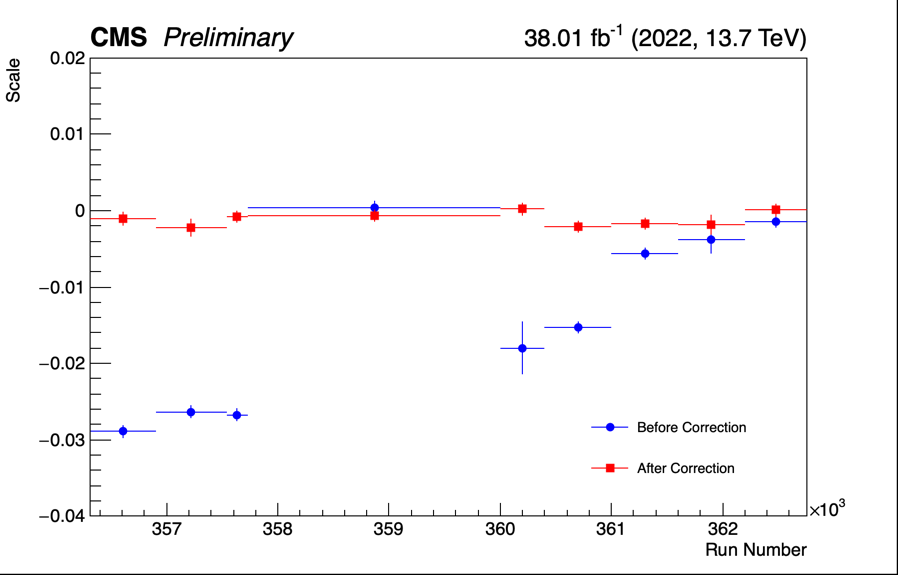 CMS Preliminary 38.01 fb⁻¹ (2022, 13.7 TeV)
Scale
0.02
0.01
0
−0.01
−0.02
−0.03
−0.04
Before Correction
After Correction
357 358 359 360 361 362 ×10³
Run Number